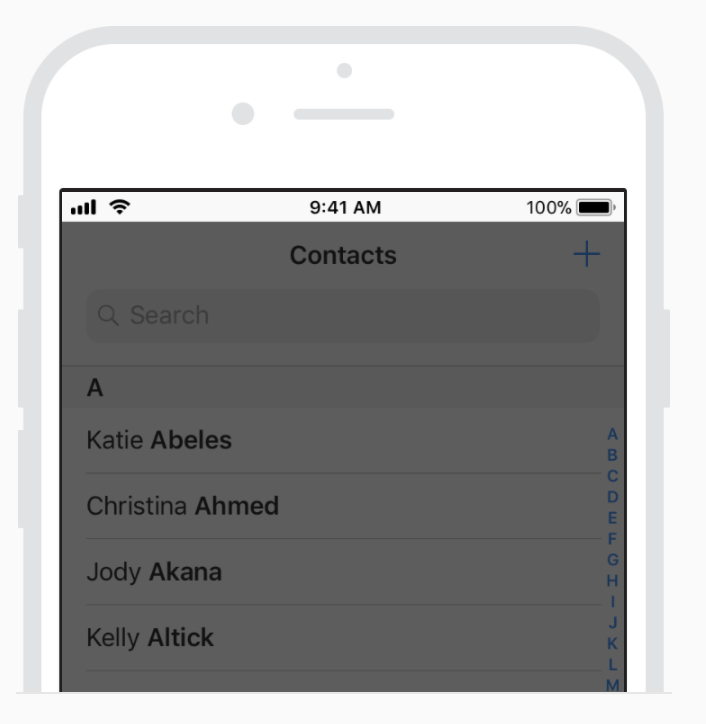 9:41 AM 100%
Contacts
Search
A
Katie Abeles
Christina Ahmed
Jody Akana
Kelly Altick
A
B
C
D
E
F
G
H
I
J
K
L
M